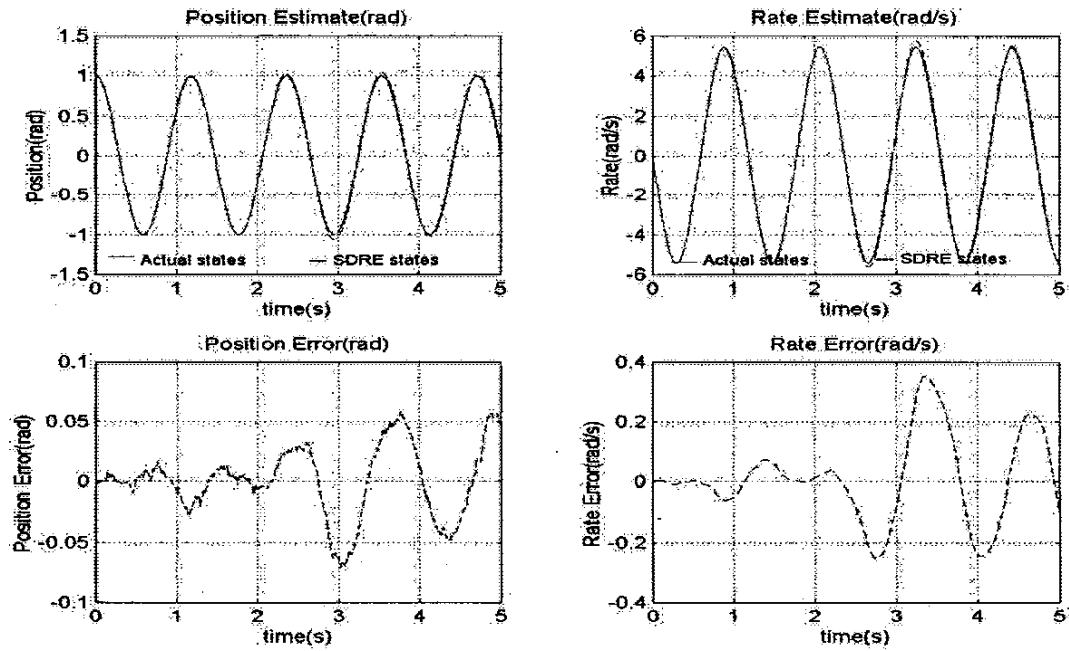 Position Estimate(rad)
1.5
1
0.5
0
-0.5
-1
-1.5
Position(rad)
Actual states
SDRE states
0 1 2 3 4 5
time(s)
Rate Estimate(rad/s)
6
4
2
0
-2
-4
-6
Rate(rad/s)
Actual states
SDRE states
0 1 2 3 4 5
time(s)
Position Error(rad)
0.1
0.05
0
-0.05
-0.1
Position Error(rad)
0 1 2 3 4 5
time(s)
Rate Error(rad/s)
0.4
0.2
0
-0.2
-0.4
Rate Error(rad/s)
0 1 2 3 4 5
time(s)